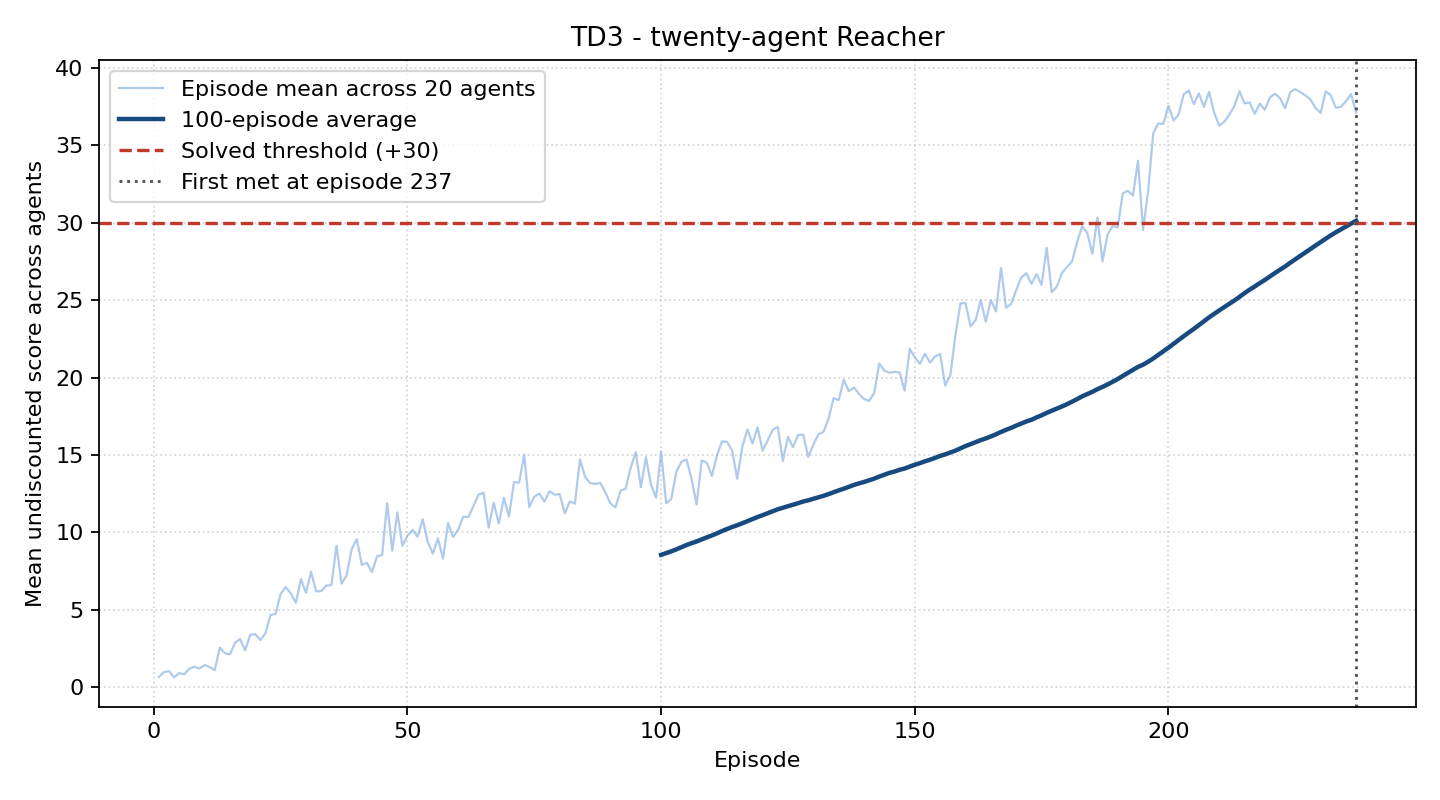 TD3 - twenty-agent Reacher
Episode mean across 20 agents
100-episode average
Solved threshold (+30)
First met at episode 237
Mean undiscounted score across agents
40
35
30
25
20
15
10
5
0
0
50
100
150
200
Episode